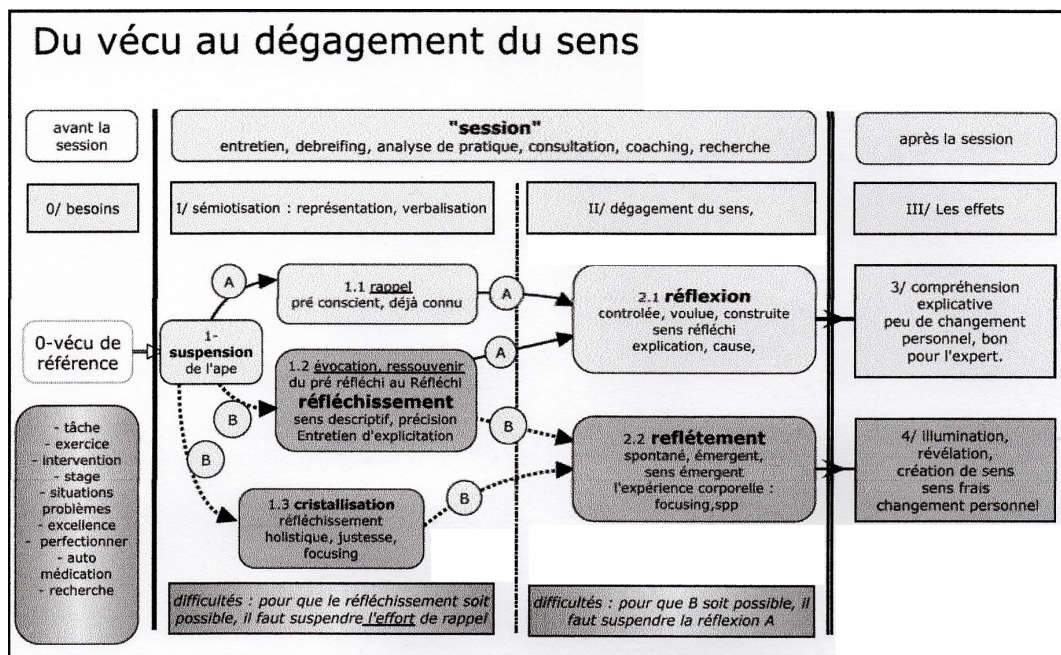 Du vécu au dégagement du sens
avant la
session
"session"
entretien, debreifing, analyse de pratique, consultation, coaching, recherche
après la session
0/ besoins
I/ sémiotisation : représentation, verbalisation
II/ dégagement du sens,
III/ Les effets
0-vécu de
référence
1-
suspension
de l'ape
A
B
B
1.1 rappel
pré conscient, déjà connu
1.2 évocation, ressouvenir
du pré réfléchi au Réfléchi
réfléchissement
sens descriptif, précision
Entretien d'explicitation
1.3 cristallisation
réfléchissement
holistique, justesse,
focusing
A
A
B
B
2.1 réflexion
controlée, voulue, construite
sens réfléchi
explication, cause,
2.2 reflétement
spontané, émergent,
sens émergent
l'expérience corporelle :
focusing,spp
3/ compréhension
explicative
peu de changement
personnel, bon
pour l'expert.
4/ illumination,
révélation,
création de sens
sens frais
changement personnel
- tâche
- exercice
- intervention
- stage
- situations
problèmes
- excellence
- perfectionner
- auto
médication
- recherche
difficultés : pour que le réfléchissement soit
possible, il faut suspendre l'effort de rappel
difficultés : pour que B soit possible, il
faut suspendre la réflexion A